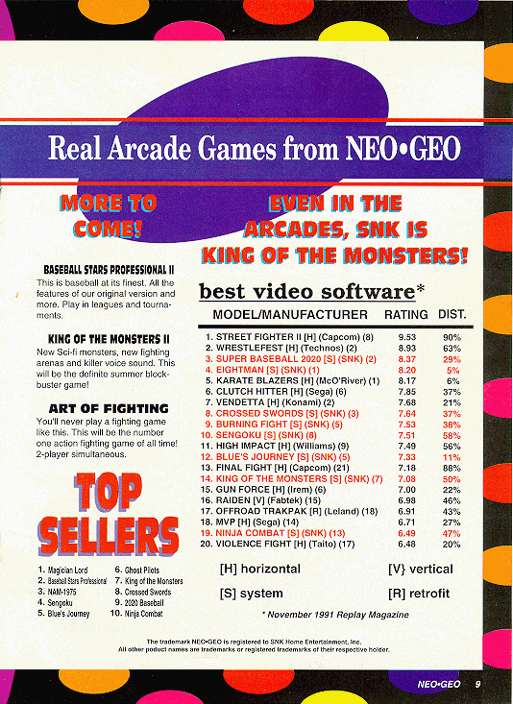 Real Arcade Games from NEO•GEO
MORE TO
COME!
BASEBALL STARS PROFESSIONAL II
This is baseball at its finest. All the
features of our original version and
more. Play in leagues and tourna-
ments.
KING OF THE MONSTERS II
New Sci-fi monsters, new fighting
arenas and killer voice sound. This
will be the definite summer block-
buster game!
ART OF FIGHTING
You'll never play a fighting game
like this. This will be the number
one action fighting game of all time!
2-player simultaneous.
TOP
SELLERS
1. Magician Lord
2. Baseball Stars Professional
3. NAM-1975
4. Sengoku
5. Blue's Journey
6. Ghost Pilots
7. King of the Monsters
8. Crossed Swords
9. 2020 Baseball
10. Ninja Combat
EVEN IN THE
ARCADES, SNK IS
KING OF THE MONSTERS!
best video software*
MODEL/MANUFACTURER RATING DIST.
1. STREET FIGHTER II [H] (Capcom) (8) 9.53 90%
2. WRESTLEFEST [H] (Technos) (2) 8.93 63%
3. SUPER BASEBALL 2020 [S] (SNK) (2) 8.37 29%
4. EIGHTMAN [S] (SNK) (1) 8.20 5%
5. KARATE BLAZERS [H] (McO'River) (1) 8.17 6%
6. CLUTCH HITTER [H] (Sega) (6) 7.85 37%
7. VENDETTA [H] (Konami) (2) 7.68 21%
8. CROSSED SWORDS [S] (SNK) (3) 7.64 37%
9. BURNING FIGHT [S] (SNK) (5) 7.53 38%
10. SENGOKU [S] (SNK) (8) 7.51 58%
11. HIGH IMPACT [H] (Williams) (9) 7.49 56%
12. BLUE'S JOURNEY [S] (SNK) (5) 7.33 11%
13. FINAL FIGHT [H] (Capcom) (21) 7.18 88%
14. KING OF THE MONSTERS [S] (SNK) (7) 7.08 50%
15. GUN FORCE [H] (Irem) (6) 7.00 22%
16. RAIDEN [V] (Fabtek) (15) 6.98 46%
17. OFFROAD TRAKPAK [R] (Leland) (18) 6.91 43%
18. MVP [H] (Sega) (14) 6.71 27%
19. NINJA COMBAT [S] (SNK) (13) 6.49 47%
20. VIOLENCE FIGHT [H] (Taito) (17) 6.48 20%
[H] horizontal [V} vertical
[S] system [R] retrofit
* November 1991 Replay Magazine
The trademark NEO•GEO is registered to SNK Home Entertainment, Inc.
All other poduct names are trademarks or registered trademarks of their respective holder.
NEO•GEO 9